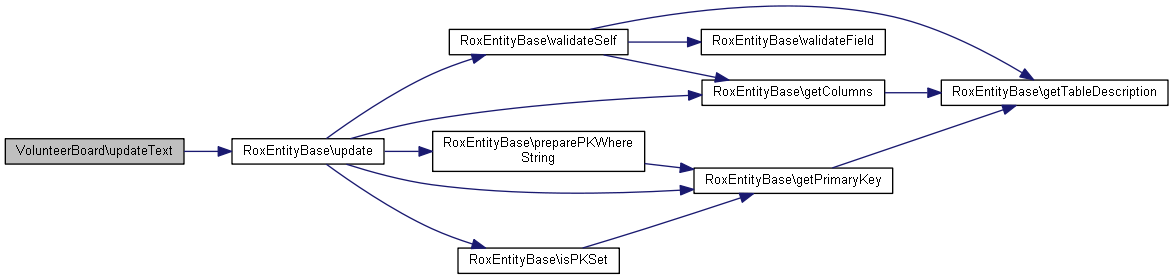 VolunteerBoard\updateText
RoxEntityBase\update
RoxEntityBase\validateSelf
RoxEntityBase\validateField
RoxEntityBase\getColumns
RoxEntityBase\getTableDescription
RoxEntityBase\preparePKWhere
String
RoxEntityBase\getPrimaryKey
RoxEntityBase\isPKSet